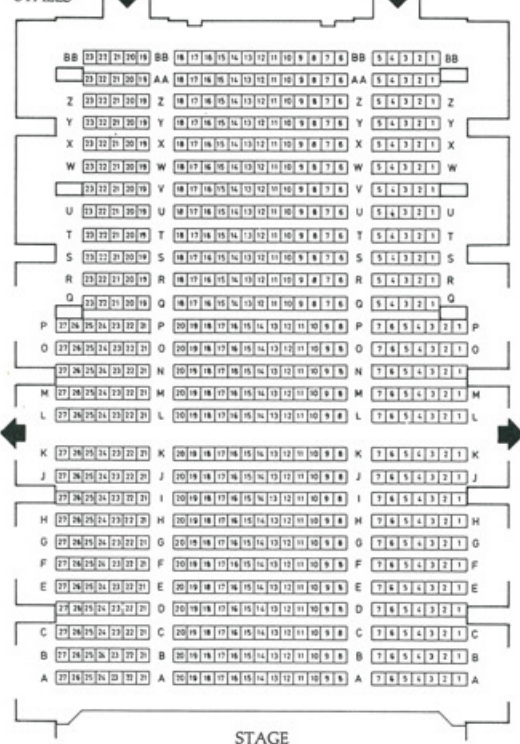 STALLS
BB 23 22 21 20 19 BB 18 17 16 15 14 13 12 11 10 9 8 7 6 BB 5 4 3 2 1 BB
23 22 21 20 19 AA 18 17 16 15 14 13 12 11 10 9 8 7 6 AA 5 4 3 2 1
Z 23 22 21 20 19 Z 18 17 16 15 14 13 12 11 10 9 8 7 6 Z 5 4 3 2 1 Z
Y 23 22 21 20 19 Y 18 17 16 15 14 13 12 11 10 9 8 7 6 Y 5 4 3 2 1 Y
X 23 22 21 20 19 X 18 17 16 15 14 13 12 11 10 9 8 7 6 X 5 4 3 2 1 X
W 23 22 21 20 19 W 18 17 16 15 14 13 12 11 10 9 8 7 6 W 5 4 3 2 1 W
23 22 21 20 19 V 18 17 16 15 14 13 12 11 10 9 8 7 6 V 5 4 3 2 1
U 23 22 21 20 19 U 18 17 16 15 14 13 12 11 10 9 8 7 6 U 5 4 3 2 1 U
T 23 22 21 20 19 T 18 17 16 15 14 13 12 11 10 9 8 7 6 T 5 4 3 2 1 T
S 23 22 21 20 19 S 18 17 16 15 14 13 12 11 10 9 8 7 6 S 5 4 3 2 1 S
R 23 22 21 20 19 R 18 17 16 15 14 13 12 11 10 9 8 7 6 R 5 4 3 2 1 R
Q 23 22 21 20 19 Q 18 17 16 15 14 13 12 11 10 9 8 7 6 Q 5 4 3 2 1 Q
P 27 26 25 24 23 22 21 P 20 19 18 17 16 15 14 13 12 11 10 9 8 P 7 6 5 4 3 2 1 P
O 27 26 25 24 23 22 21 O 20 19 18 17 16 15 14 13 12 11 10 9 8 O 7 6 5 4 3 2 1 O
27 26 25 24 23 22 21 N 20 19 18 17 16 15 14 13 12 11 10 9 8 N 7 6 5 4 3 2 1
M 27 26 25 24 23 22 21 M 20 19 18 17 16 15 14 13 12 11 10 9 8 M 7 6 5 4 3 2 1 M
L 27 26 25 24 23 22 21 L 20 19 18 17 16 15 14 13 12 11 10 9 8 L 7 6 5 4 3 2 1 L
K 27 26 25 24 23 22 21 K 20 19 18 17 16 15 14 13 12 11 10 9 8 K 7 6 5 4 3 2 1 K
J 27 26 25 24 23 22 21 J 20 19 18 17 16 15 14 13 12 11 10 9 8 J 7 6 5 4 3 2 1 J
27 26 25 24 23 22 21 I 20 19 18 17 16 15 14 13 12 11 10 9 8 I 7 6 5 4 3 2 1
H 27 26 25 24 23 22 21 H 20 19 18 17 16 15 14 13 12 11 10 9 8 H 7 6 5 4 3 2 1 H
G 27 26 25 24 23 22 21 G 20 19 18 17 16 15 14 13 12 11 10 9 8 G 7 6 5 4 3 2 1 G
F 27 26 25 24 23 22 21 F 20 19 18 17 16 15 14 13 12 11 10 9 8 F 7 6 5 4 3 2 1 F
E 27 26 25 24 23 22 21 E 20 19 18 17 16 15 14 13 12 11 10 9 8 E 7 6 5 4 3 2 1 E
27 26 25 24 23 22 21 D 20 19 18 17 16 15 14 13 12 11 10 9 8 D 7 6 5 4 3 2 1
C 27 26 25 24 23 22 21 C 20 19 18 17 16 15 14 13 12 11 10 9 8 C 7 6 5 4 3 2 1 C
B 27 26 25 24 23 22 21 B 20 19 18 17 16 15 14 13 12 11 10 9 8 B 7 6 5 4 3 2 1 B
A 27 26 25 24 23 22 21 A 20 19 18 17 16 15 14 13 12 11 10 9 8 A 7 6 5 4 3 2 1 A
STAGE